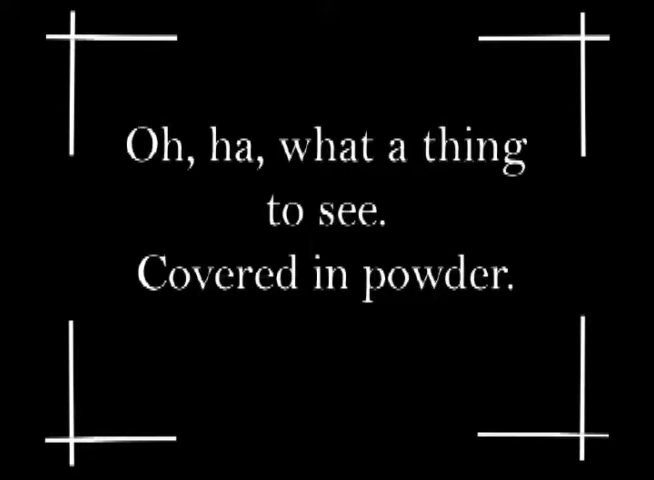 Oh, ha, what a thing
to see.
Covered in powder.